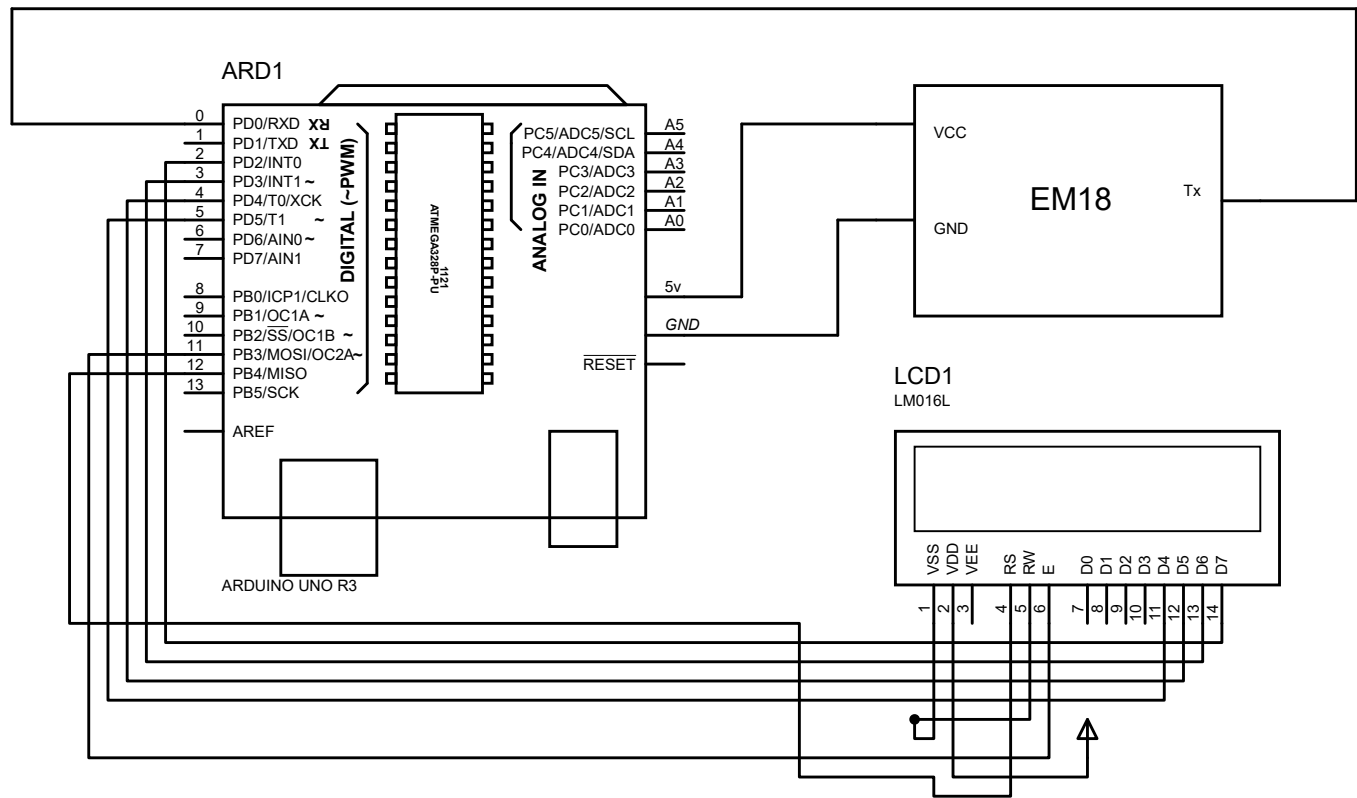 ARD1
0 PD0/RXD RX
1 PD1/TXD TX
2 PD2/INT0
3 PD3/INT1 ~
4 PD4/T0/XCK
5 PD5/T1 ~
6 PD6/AIN0 ~
7 PD7/AIN1
8 PB0/ICP1/CLKO
9 PB1/OC1A ~
10 PB2/SS/OC1B ~
11 PB3/MOSI/OC2A ~
12 PB4/MISO
13 PB5/SCK
AREF
DIGITAL (~PWM)
ATMEGA328P-PU
1121
ANALOG IN
PC5/ADC5/SCL A5
PC4/ADC4/SDA A4
PC3/ADC3 A3
PC2/ADC2 A2
PC1/ADC1 A1
PC0/ADC0 A0
5v
GND
RESET
ARDUINO UNO R3
VCC
EM18
Tx
GND
LCD1
LM016L
VSS VDD VEE RS RW E D0 D1 D2 D3 D4 D5 D6 D7
1 2 3 4 5 6 7 8 9 10 11 12 13 14